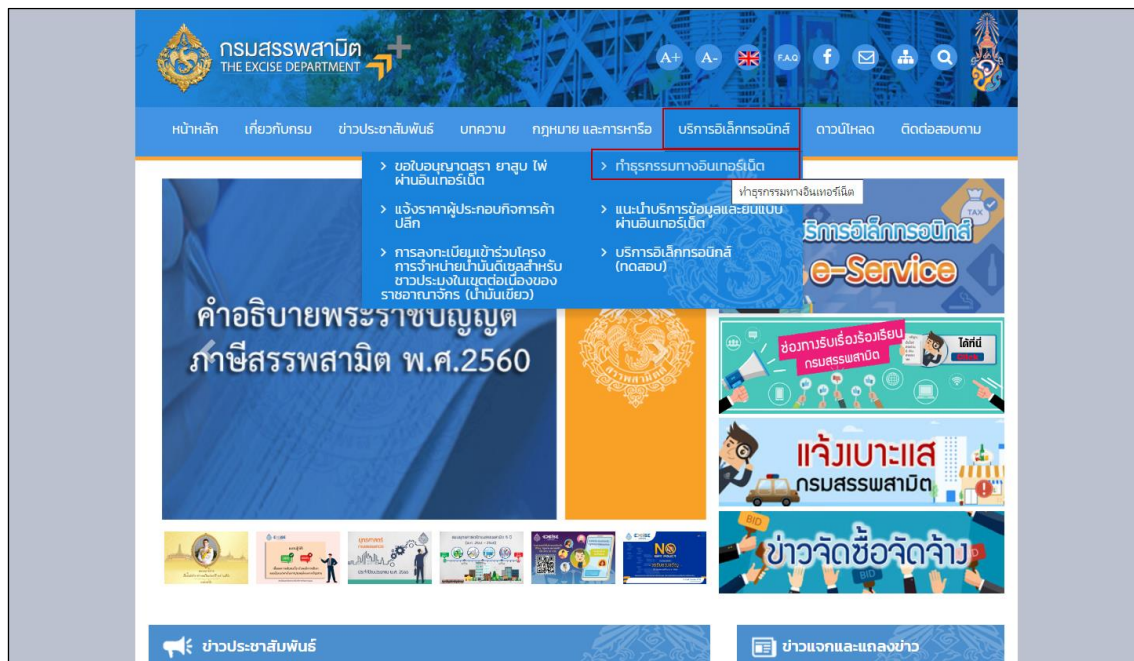 กรมสรรพสามิต
THE EXCISE DEPARTMENT
A+ A- F.A.Q
หน้าหลัก เกี่ยวกับกรม ข่าวประชาสัมพันธ์ บทความ กฎหมาย และการหารือ บริการอิเล็กทรอนิกส์ ดาวน์โหลด ติดต่อสอบถาม
> ขอใบอนุญาตสุรา ยาสูบ ไพ่
ผ่านอินเทอร์เน็ต
> แจ้งราคาผู้ประกอบกิจการค้า
ปลีก
> การลงทะเบียนเข้าร่วมโครง
การจำหน่ายน้ำมันดีเซลสำหรับ
ชาวประมงในเขตต่อเนื่องของ
ราชอาณาจักร (น้ำมันเขียว)
> ทำธุรกรรมทางอินเทอร์เน็ต
ทำธุรกรรมทางอินเทอร์เน็ต
> แนะนำบริการข้อมูลและยื่นแบบ
ผ่านอินเทอร์เน็ต
> บริการอิเล็กทรอนิกส์
(ทดสอบ)
คำอธิบายพระราชบัญญัติ
ภาษีสรรพสามิต พ.ศ.2560
TAX
บริการอิเล็กทรอนิกส์
e-Service
ช่องทางรับเรื่องร้องเรียน
กรมสรรพสามิต
ได้ที่นี่
Click
แจ้งเบาะแส
กรมสรรพสามิต
BID
BID
ข่าวจัดซื้อจัดจ้าง
BID
ข่าวประชาสัมพันธ์
ข่าวแจกและแถลงข่าว